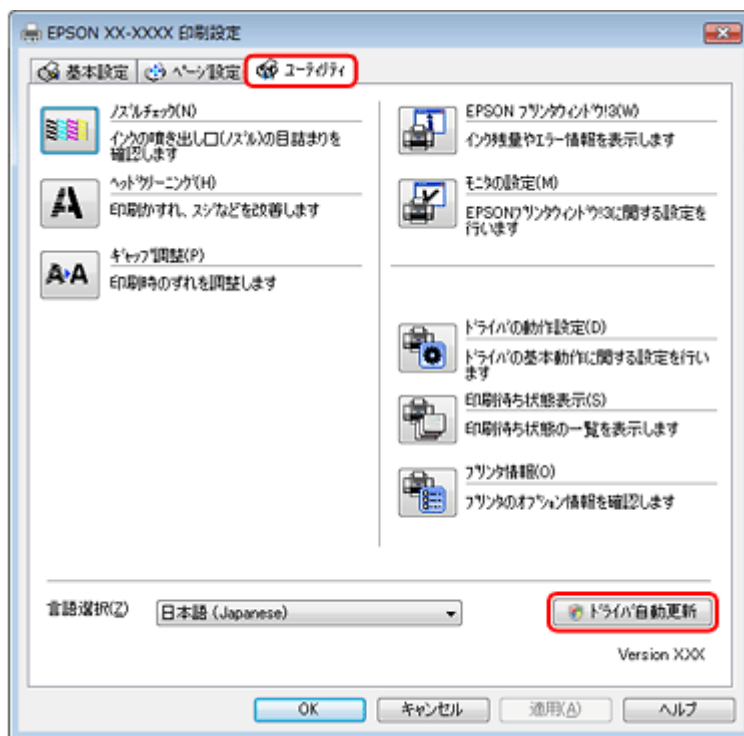 EPSON XX-XXXX 印刷設定
基本設定
ページ設定
ユーティリティ
ノズルチェック(N)
インクの噴き出し口(ノズル)の目詰まりを
確認します
ヘッドクリーニング(H)
印刷かすれ、スジなどを改善します
ギャップ調整(P)
印刷時のずれを調整します
EPSON プリンタウィンドウ!3(W)
インク残量やエラー情報を表示します
モニタの設定(M)
EPSONプリンタウィンドウ!3に関する設定を
行います
ドライバの動作設定(D)
ドライバの基本動作に関する設定を行い
ます
印刷待ち状態表示(S)
印刷待ち状態の一覧を表示します
プリンタ情報(O)
プリンタのオプション情報を確認します
言語選択(Z)
日本語 (Japanese)
ドライバ自動更新
Version XXX
OK
キャンセル
適用(A)
ヘルプ